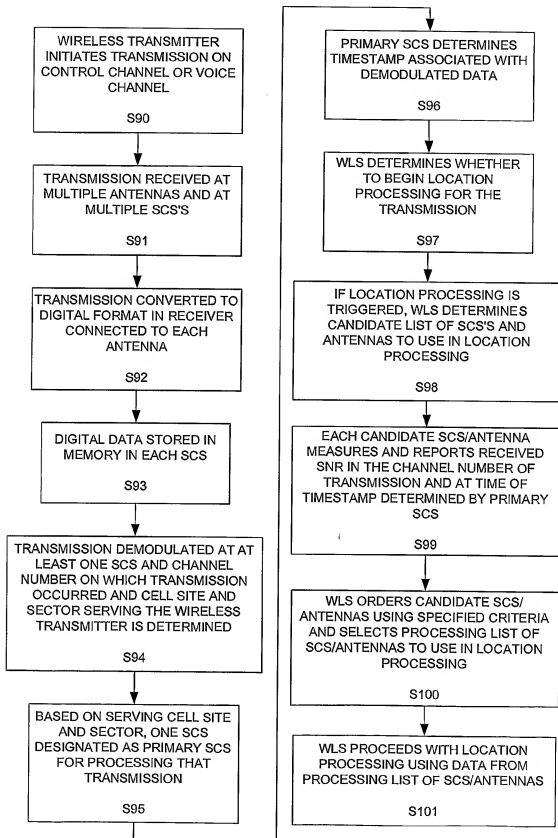 WIRELESS TRANSMITTER
INITIATES TRANSMISSION ON
CONTROL CHANNEL OR VOICE
CHANNEL
S90
TRANSMISSION RECEIVED AT
MULTIPLE ANTENNAS AND AT
MULTIPLE SCS'S
S91
TRANSMISSION CONVERTED TO
DIGITAL FORMAT IN RECEIVER
CONNECTED TO EACH
ANTENNA
S92
DIGITAL DATA STORED IN
MEMORY IN EACH SCS
S93
TRANSMISSION DEMODULATED AT AT
LEAST ONE SCS AND CHANNEL
NUMBER ON WHICH TRANSMISSION
OCCURRED AND CELL SITE AND
SECTOR SERVING THE WIRELESS
TRANSMITTER IS DETERMINED
S94
BASED ON SERVING CELL SITE
AND SECTOR, ONE SCS
DESIGNATED AS PRIMARY SCS
FOR PROCESSING THAT
TRANSMISSION
S95
PRIMARY SCS DETERMINES
TIMESTAMP ASSOCIATED WITH
DEMODULATED DATA
S96
WLS DETERMINES WHETHER
TO BEGIN LOCATION
PROCESSING FOR THE
TRANSMISSION
S97
IF LOCATION PROCESSING IS
TRIGGERED, WLS DETERMINES
CANDIDATE LIST OF SCS'S AND
ANTENNAS TO USE IN LOCATION
PROCESSING
S98
EACH CANDIDATE SCS/ANTENNA
MEASURES AND REPORTS RECEIVED
SNR IN THE CHANNEL NUMBER OF
TRANSMISSION AND AT TIME OF
TIMESTAMP DETERMINED BY PRIMARY
SCS
S99
WLS ORDERS CANDIDATE SCS/
ANTENNAS USING SPECIFIED CRITERIA
AND SELECTS PROCESSING LIST OF
SCS/ANTENNAS TO USE IN LOCATION
PROCESSING
S100
WLS PROCEEDS WITH LOCATION
PROCESSING USING DATA FROM
PROCESSING LIST OF SCS/ANTENNAS
S101